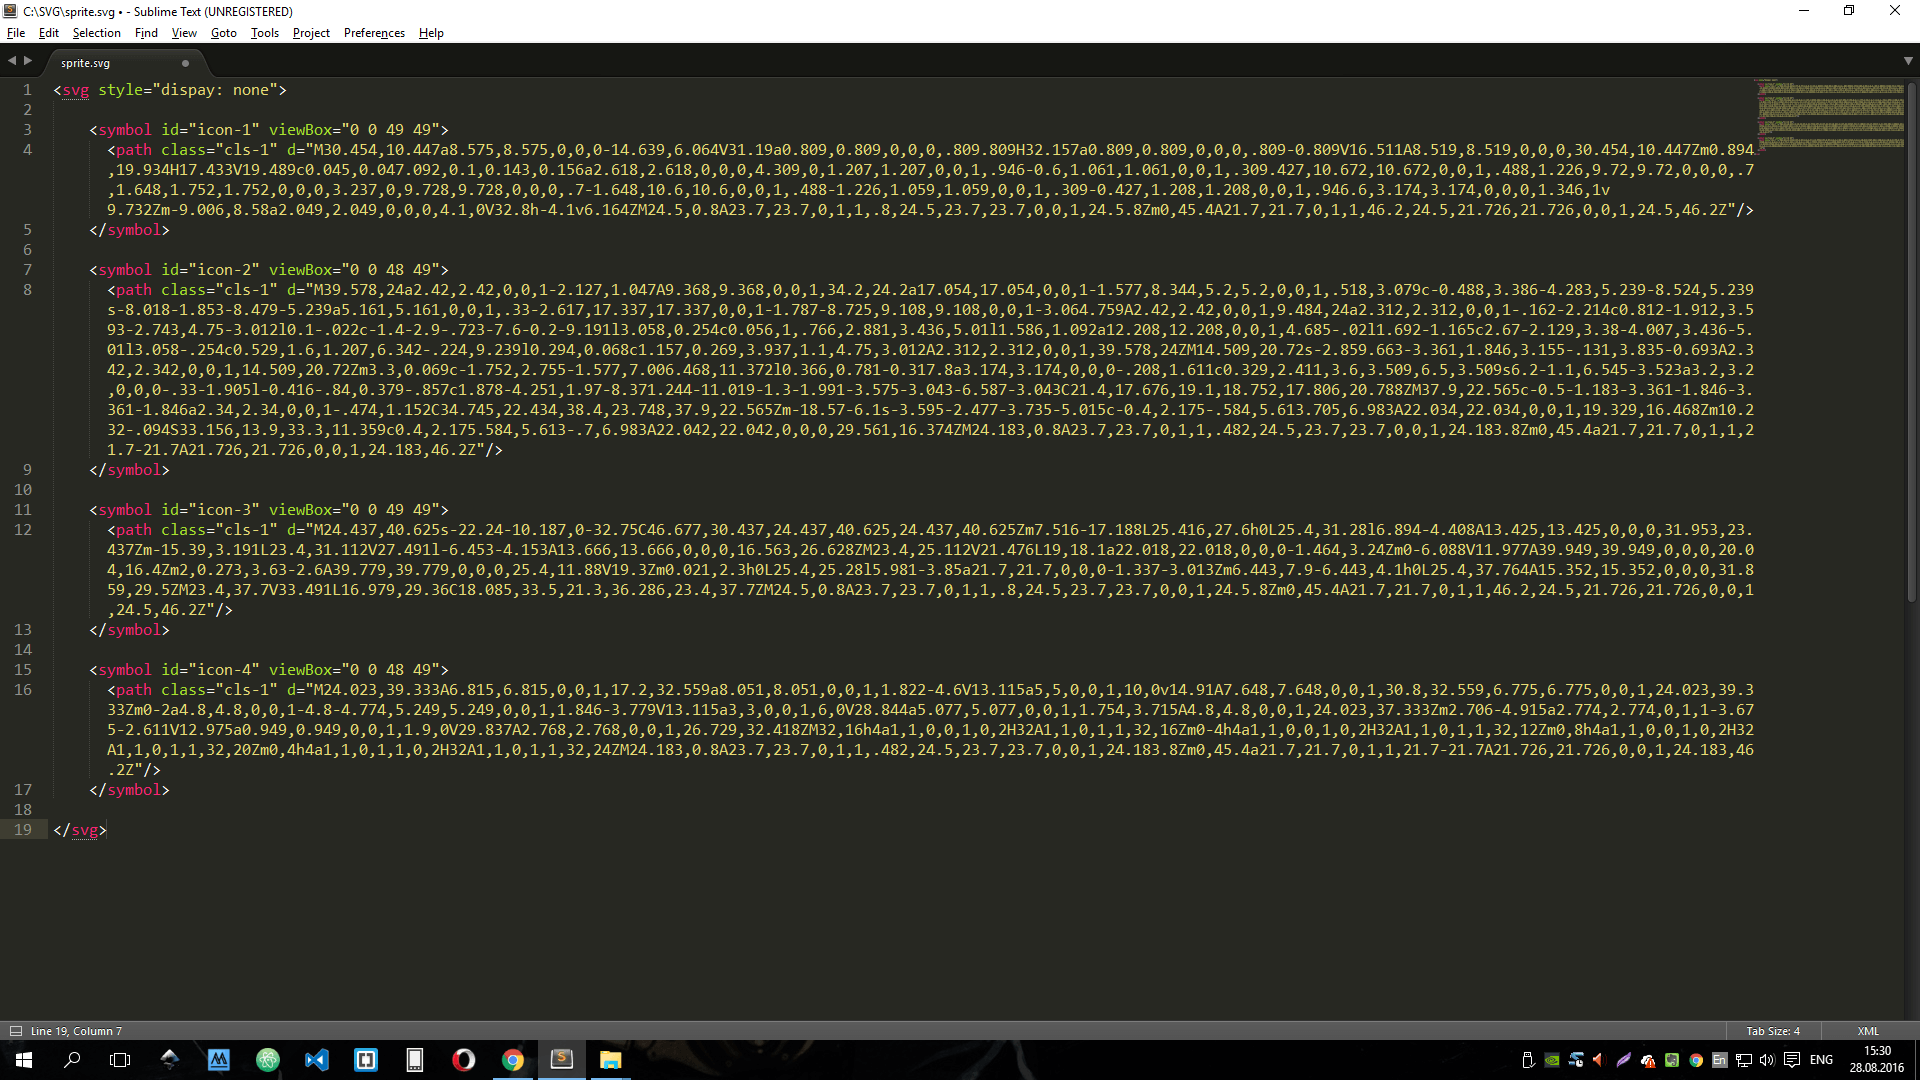 C:\SVG\sprite.svg • - Sublime Text (UNREGISTERED)
File Edit Selection Find View Goto Tools Project Preferences Help
sprite.svg
1 <svg style="dispay: none">
2
3 <symbol id="icon-1" viewBox="0 0 49 49">
4 <path class="cls-1" d="M30.454,10.447a8.575,8.575,0,0,0-14.639,6.064V31.19a0.809,0.809,0,0,0,.809.809H32.157a0.809,0.809,0,0,0,.809-0.809V16.511A8.519,8.519,0,0,0,30.454,10.447Zm0.894
,19.934H17.433V19.489c0.045,0.047.092,0.1,0.143,0.156a2.618,2.618,0,0,0,4.309,0,1.207,1.207,0,0,1,.946-0.6,1.061,1.061,0,0,1,.309.427,10.672,10.672,0,0,1,.488,1.226,9.72,9.72,0,0,0,.7
,1.648,1.752,1.752,0,0,0,3.237,0,9.728,9.728,0,0,0,.7-1.648,10.6,10.6,0,0,1,.488-1.226,1.059,1.059,0,0,1,.309-0.427,1.208,1.208,0,0,1,.946.6,3.174,3.174,0,0,0,1.346,1v
9.732Zm-9.006,8.58a2.049,2.049,0,0,0,4.1,0V32.8h-4.1v6.164ZM24.5,0.8A23.7,23.7,0,1,1,.8,24.5,23.7,23.7,0,0,1,24.5.8Zm0,45.4A21.7,21.7,0,1,1,46.2,24.5,21.726,21.726,0,0,1,24.5,46.2Z"/>
5 </symbol>
6
7 <symbol id="icon-2" viewBox="0 0 48 49">
8 <path class="cls-1" d="M39.578,24a2.42,2.42,0,0,1-2.127,1.047A9.368,9.368,0,0,1,34.2,24.2a17.054,17.054,0,0,1-1.577,8.344,5.2,5.2,0,0,1,.518,3.079c-0.488,3.386-4.283,5.239-8.524,5.239
s-8.018-1.853-8.479-5.239a5.161,5.161,0,0,1,.33-2.617,17.337,17.337,0,0,1-1.787-8.725,9.108,9.108,0,0,1-3.064.759A2.42,2.42,0,0,1,9.484,24a2.312,2.312,0,0,1-.162-2.214c0.812-1.912,3.5
93-2.743,4.75-3.012l0.1-.022c-1.4-2.9-.723-7.6-0.2-9.191l3.058,0.254c0.056,1,.766,2.881,3.436,5.01l1.586,1.092a12.208,12.208,0,0,1,4.685-.02l1.692-1.165c2.67-2.129,3.38-4.007,3.436-5.
01l3.058-.254c0.529,1.6,1.207,6.342-.224,9.239l0.294,0.068c1.157,0.269,3.937,1.1,4.75,3.012A2.312,2.312,0,0,1,39.578,24ZM14.509,20.72s-2.859.663-3.361,1.846,3.155-.131,3.835-0.693A2.3
42,2.342,0,0,1,14.509,20.72Zm3.3,0.069c-1.752,2.755-1.577,7.006.468,11.372l0.366,0.781-0.317.8a3.174,3.174,0,0,0-.208,1.611c0.329,2.411,3.6,3.509,6.5,3.509s6.2-1.1,6.545-3.523a3.2,3.2
,0,0,0-.33-1.905l-0.416-.84,0.379-.857c1.878-4.251,1.97-8.371.244-11.019-1.3-1.991-3.575-3.043-6.587-3.043C21.4,17.676,19.1,18.752,17.806,20.788ZM37.9,22.565c-0.5-1.183-3.361-1.846-3.
361-1.846a2.34,2.34,0,0,1-.474,1.152C34.745,22.434,38.4,23.748,37.9,22.565Zm-18.57-6.1s-3.595-2.477-3.735-5.015c-0.4,2.175-.584,5.613.705,6.983A22.034,22.034,0,0,1,19.329,16.468Zm10.2
32-.094S33.156,13.9,33.3,11.359c0.4,2.175.584,5.613-.7,6.983A22.042,22.042,0,0,0,29.561,16.374ZM24.183,0.8A23.7,23.7,0,1,1,.482,24.5,23.7,23.7,0,0,1,24.183.8Zm0,45.4a21.7,21.7,0,1,1,2
1.7-21.7A21.726,21.726,0,0,1,24.183,46.2Z"/>
9 </symbol>
10
11 <symbol id="icon-3" viewBox="0 0 49 49">
12 <path class="cls-1" d="M24.437,40.625s-22.24-10.187,0-32.75C46.677,30.437,24.437,40.625,24.437,40.625Zm7.516-17.188L25.416,27.6h0L25.4,31.28l6.894-4.408A13.425,13.425,0,0,0,31.953,23.
437Zm-15.39,3.191L23.4,31.112V27.491l-6.453-4.153A13.666,13.666,0,0,0,16.563,26.628ZM23.4,25.112V21.476L19,18.1a22.018,22.018,0,0,0-1.464,3.24Zm0-6.088V11.977A39.949,39.949,0,0,0,20.0
4,16.4Zm2,0.273,3.63-2.6A39.779,39.779,0,0,0,25.4,11.88V19.3Zm0.021,2.3h0L25.4,25.28l5.981-3.85a21.7,21.7,0,0,0-1.337-3.013Zm6.443,7.9-6.443,4.1h0L25.4,37.764A15.352,15.352,0,0,0,31.8
59,29.5ZM23.4,37.7V33.491L16.979,29.36C18.085,33.5,21.3,36.286,23.4,37.7ZM24.5,0.8A23.7,23.7,0,1,1,.8,24.5,23.7,23.7,0,0,1,24.5.8Zm0,45.4A21.7,21.7,0,1,1,46.2,24.5,21.726,21.726,0,0,1
,24.5,46.2Z"/>
13 </symbol>
14
15 <symbol id="icon-4" viewBox="0 0 48 49">
16 <path class="cls-1" d="M24.023,39.333A6.815,6.815,0,0,1,17.2,32.559a8.051,8.051,0,0,1,1.822-4.6V13.115a5,5,0,0,1,10,0v14.91A7.648,7.648,0,0,1,30.8,32.559,6.775,6.775,0,0,1,24.023,39.3
33Zm0-2a4.8,4.8,0,0,1-4.8-4.774,5.249,5.249,0,0,1,1.846-3.779V13.115a3,3,0,0,1,6,0V28.844a5.077,5.077,0,0,1,1.754,3.715A4.8,4.8,0,0,1,24.023,37.333Zm2.706-4.915a2.774,2.774,0,1,1-3.67
5-2.611V12.975a0.949,0.949,0,0,1,1.9,0V29.837A2.768,2.768,0,0,1,26.729,32.418ZM32,16h4a1,1,0,0,1,0,2H32A1,1,0,1,1,32,16Zm0-4h4a1,1,0,0,1,0,2H32A1,1,0,1,1,32,12Zm0,8h4a1,1,0,0,1,0,2H32
A1,1,0,1,1,32,20Zm0,4h4a1,1,0,1,1,0,2H32A1,1,0,1,1,32,24ZM24.183,0.8A23.7,23.7,0,1,1,.482,24.5,23.7,23.7,0,0,1,24.183.8Zm0,45.4a21.7,21.7,0,1,1,21.7-21.7A21.726,21.726,0,0,1,24.183,46
.2Z"/>
17 </symbol>
18
19 </svg>
Line 19, Column 7 Tab Size: 4 XML
ENG
15:30
28.08.2016